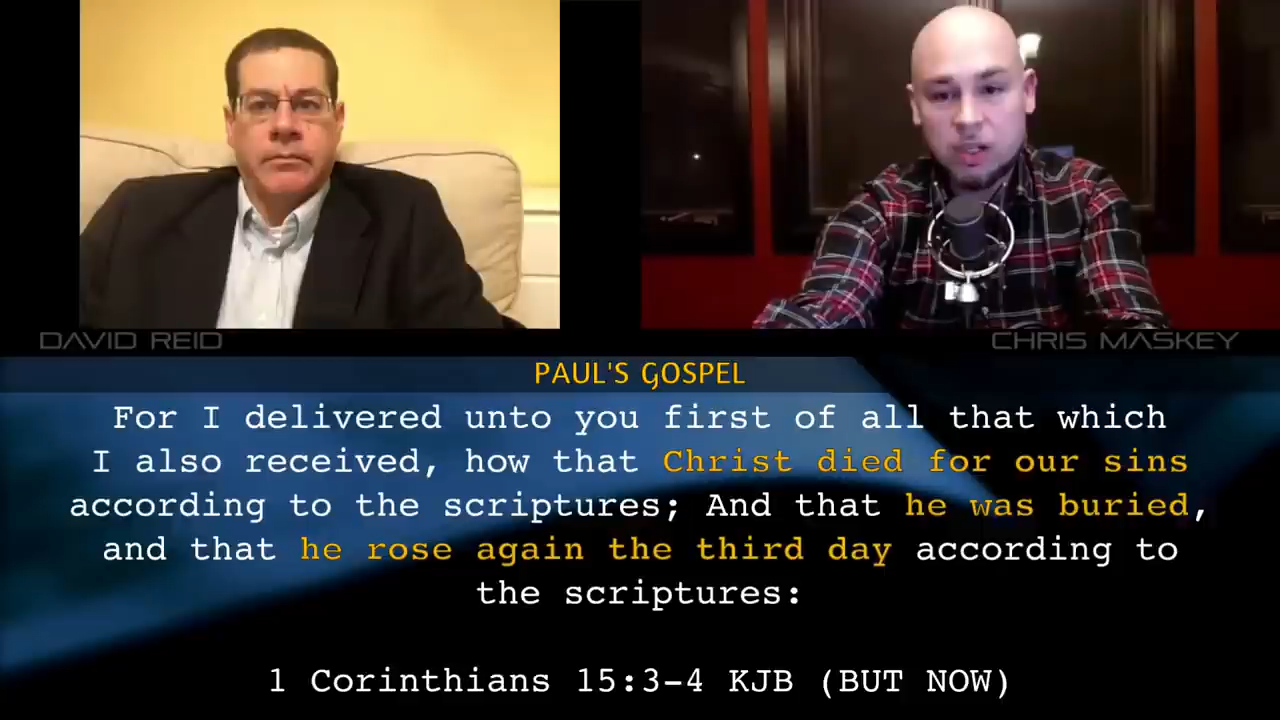 DAVID REID
CHRIS MASKEY
PAUL'S GOSPEL
For I delivered unto you first of all that which
I also received, how that Christ died for our sins
according to the scriptures; And that he was buried,
and that he rose again the third day according to
the scriptures:
1 Corinthians 15:3-4 KJB (BUT NOW)